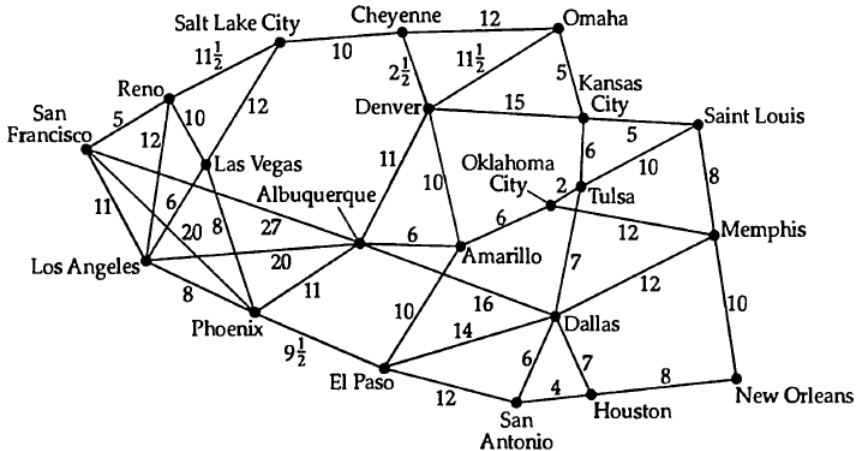 Cheyenne
12
Omaha
Salt Lake City
11½
10
2½
11½
5
Kansas
City
Reno
Denver
15
Saint Louis
San
Francisco
5
12
10
12
5
6
Las Vegas
11
Oklahoma
City
10
8
Albuquerque
10
2
Tulsa
11
6
8
27
6
6
12
Memphis
20
Los Angeles
20
Amarillo
7
8
11
16
12
10
Phoenix
10
14
Dallas
9½
6
7
El Paso
12
4
8
San
Antonio
Houston
New Orleans